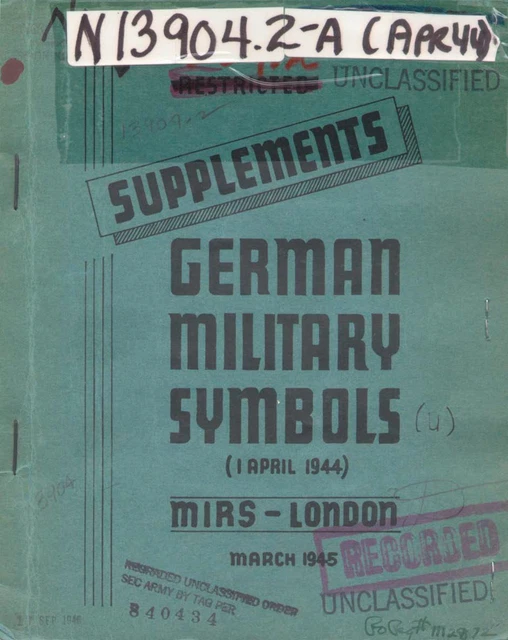 N13904.2-A (APR44)
RESTRICTED UNCLASSIFIED
13909.2
SUPPLEMENTS
GERMAN
MILITARY
SYMBOLS (U)
(1 APRIL 1944)
MIRS - LONDON
MARCH 1945
RECORDED
REGRADED UNCLASSIFIED ORDER
SEC ARMY BY TAG PER
840434
UNCLASSIFIED